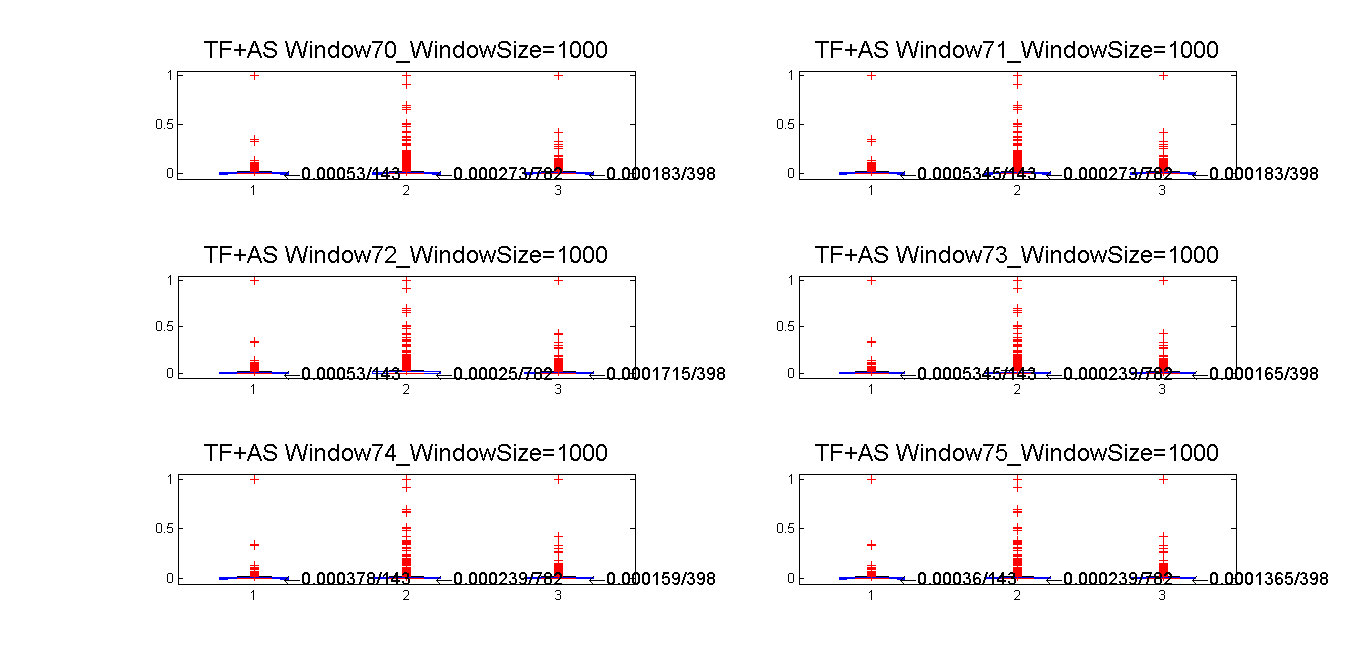 TF+AS Window70_WindowSize=1000 TF+AS Window71_WindowSize=1000
1 1
0.5 0.5
0 0.00053/143 0.000273/782 0.000183/398 0 0.0005345/143 0.000273/782 0.000183/398
1 2 3 1 2 3
TF+AS Window72_WindowSize=1000 TF+AS Window73_WindowSize=1000
1 1
0.5 0.5
0 0.00053/143 0.00025/782 0.0001715/398 0 0.0005345/143 0.000239/782 0.000165/398
1 2 3 1 2 3
TF+AS Window74_WindowSize=1000 TF+AS Window75_WindowSize=1000
1 1
0.5 0.5
0 0.000378/143 0.000239/782 0.000159/398 0 0.00036/143 0.000239/782 0.0001365/398
1 2 3 1 2 3